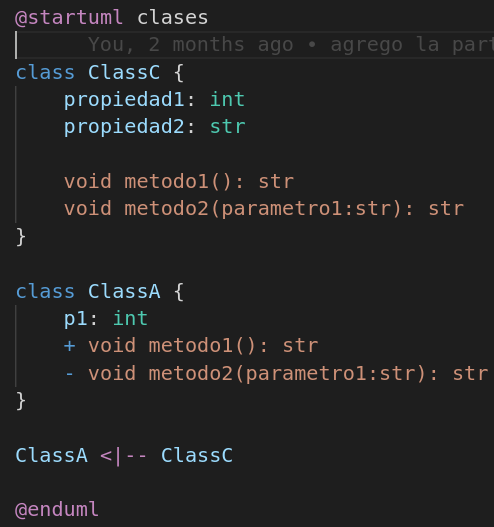 @startuml clases
You, 2 months ago • agrego la part
class ClassC {
propiedad1: int
propiedad2: str
void metodo1(): str
void metodo2(parametro1:str): str
}
class ClassA {
p1: int
+ void metodo1(): str
- void metodo2(parametro1:str): str
}
ClassA <|-- ClassC
@enduml